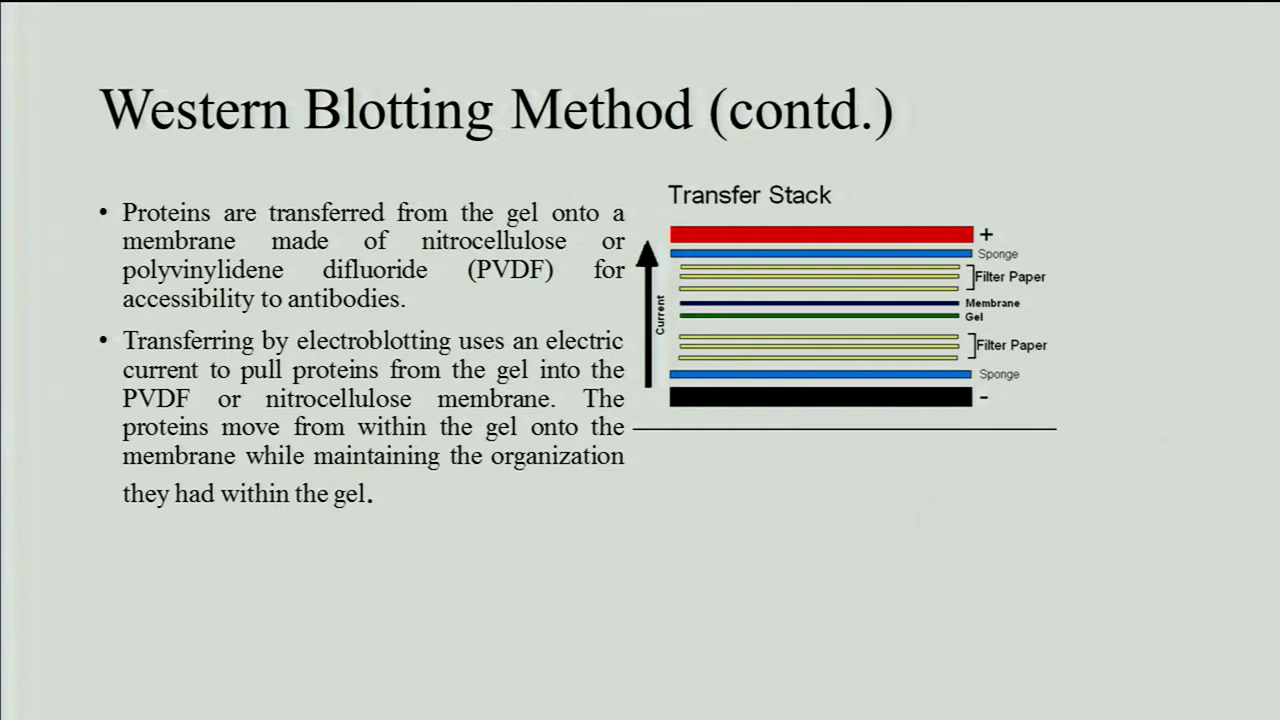 Western Blotting Method (contd.)
• Proteins are transferred from the gel onto a
membrane made of nitrocellulose or
polyvinylidene difluoride (PVDF) for
accessibility to antibodies.
• Transferring by electroblotting uses an electric
current to pull proteins from the gel into the
PVDF or nitrocellulose membrane. The
proteins move from within the gel onto the
membrane while maintaining the organization
they had within the gel.
Transfer Stack
+
Sponge
Filter Paper
Membrane
Gel
Filter Paper
Sponge
-
Current